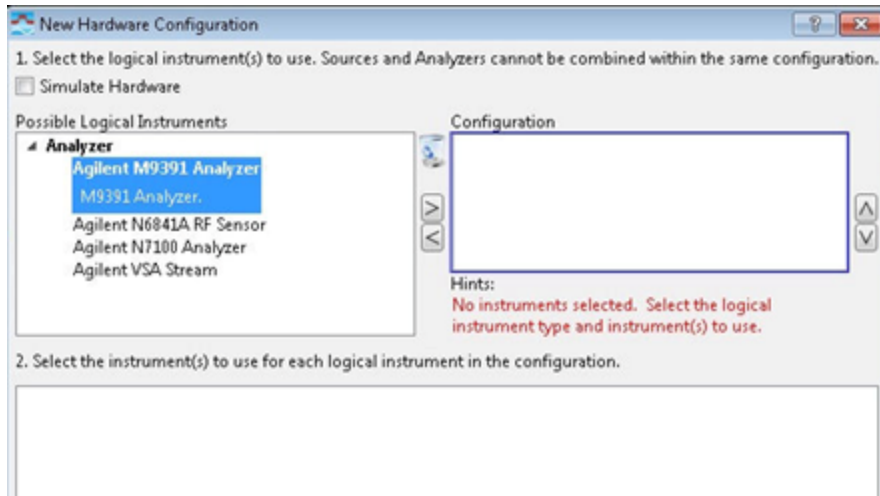 New Hardware Configuration
1. Select the logical instrument(s) to use. Sources and Analyzers cannot be combined within the same configuration.
Simulate Hardware
Possible Logical Instruments
Analyzer
Agilent M9391 Analyzer
M9391 Analyzer.
Agilent N6841A RF Sensor
Agilent N7100 Analyzer
Agilent VSA Stream
Configuration
Hints:
No instruments selected. Select the logical
instrument type and instrument(s) to use.
2. Select the instrument(s) to use for each logical instrument in the configuration.